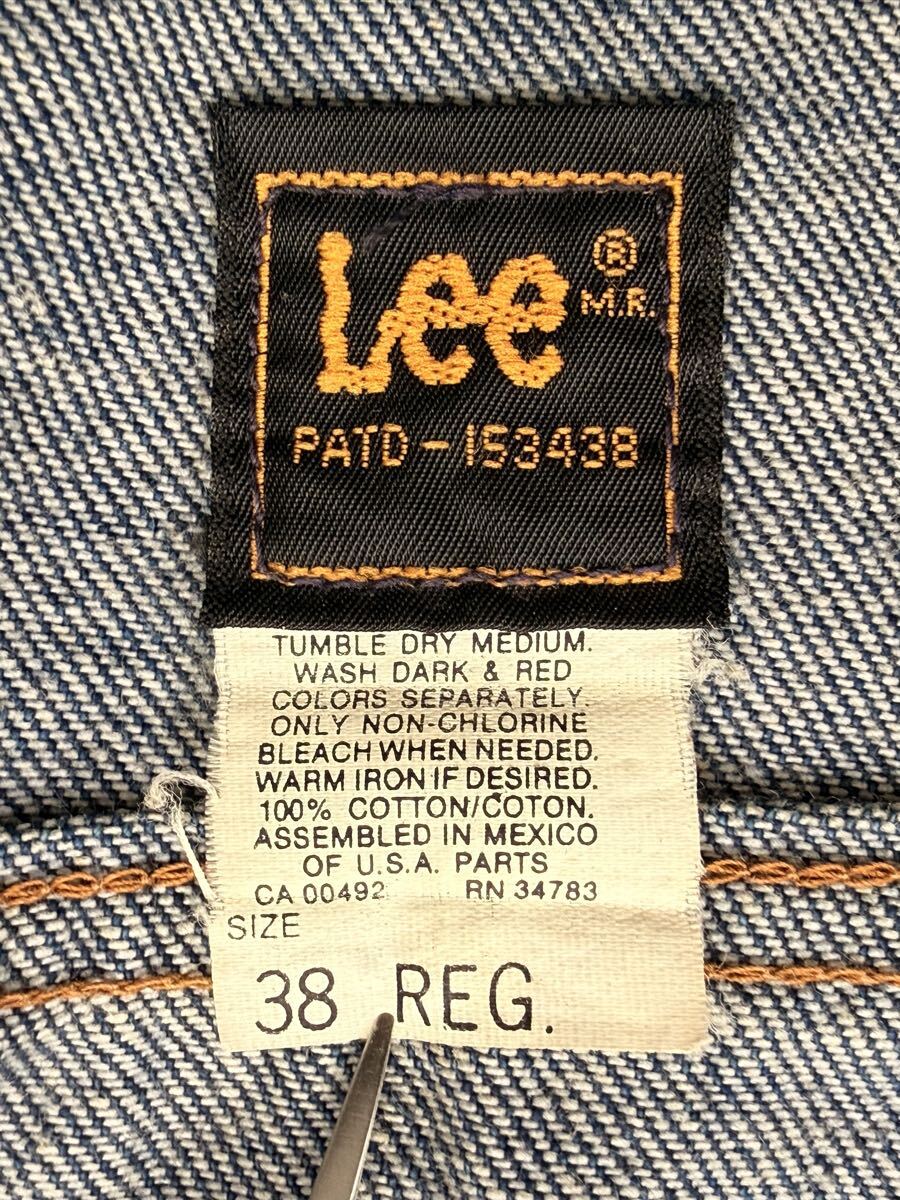 Lee ®
M.R.
PATD-153438
TUMBLE DRY MEDIUM.
WASH DARK & RED
COLORS SEPARATELY.
ONLY NON-CHLORINE
BLEACH WHEN NEEDED.
WARM IRON IF DESIRED.
100% COTTON/COTON.
ASSEMBLED IN MEXICO
OF U.S.A. PARTS
CA 00492 RN 34783
SIZE
38 REG.